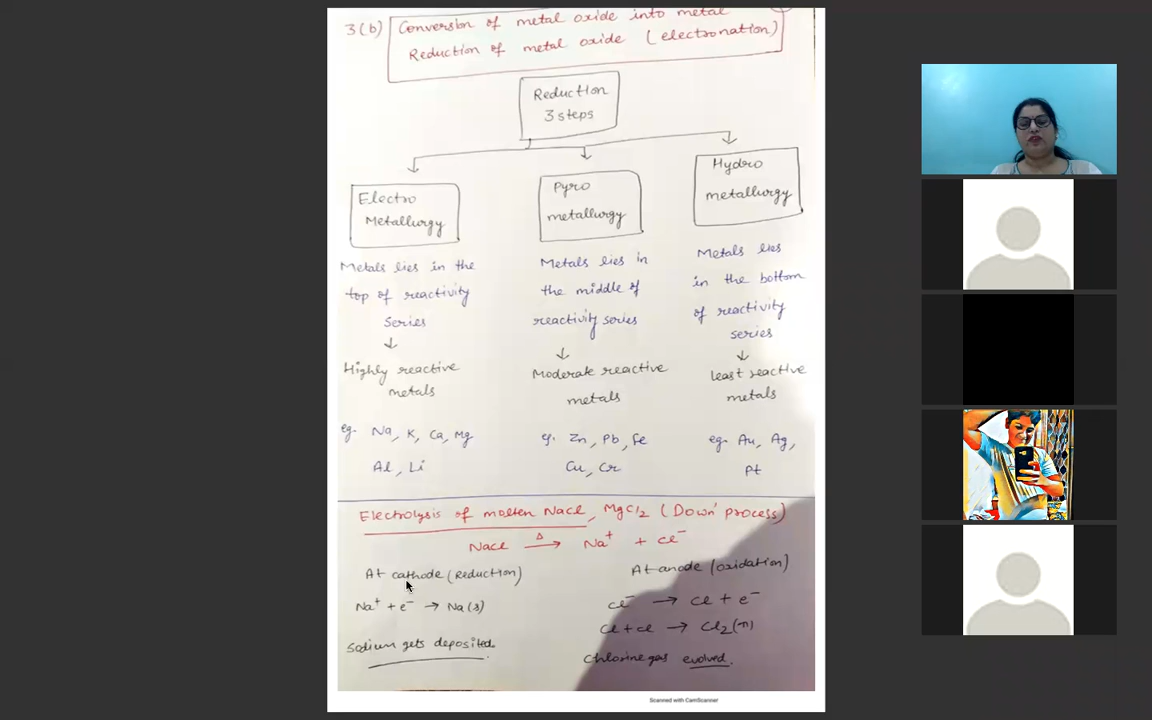 3(b) Conversion of metal oxide into metal
Reduction of metal oxide (electronation)
Reduction
3 steps
Electro
Metallurgy
Metals lies in the
top of reactivity
Series
↓
Highly reactive
metals
eg. Na, K, Ca, Mg
Al, Li
Pyro
metallurgy
Metals lies in
the middle of
reactivity series
↓
Moderate reactive
metals
eg. Zn, Pb, Fe
Cu, Cr
Hydro
metallurgy
Metals lies
in the bottom
of reactivity
series
↓
least reactive
metals
eg. Au, Ag,
Pt
Electrolysis of molten NaCl, MgCl2 (Down' process)
NaCl Δ→ Na+ + Cl-
At cathode (Reduction)
Na+ + e- → Na(s)
Sodium gets deposited.
At anode (oxidation)
Cl- → Cl + e-
Cl + Cl → Cl2(↑)
Chlorine gas evolved.
Scanned with CamScanner